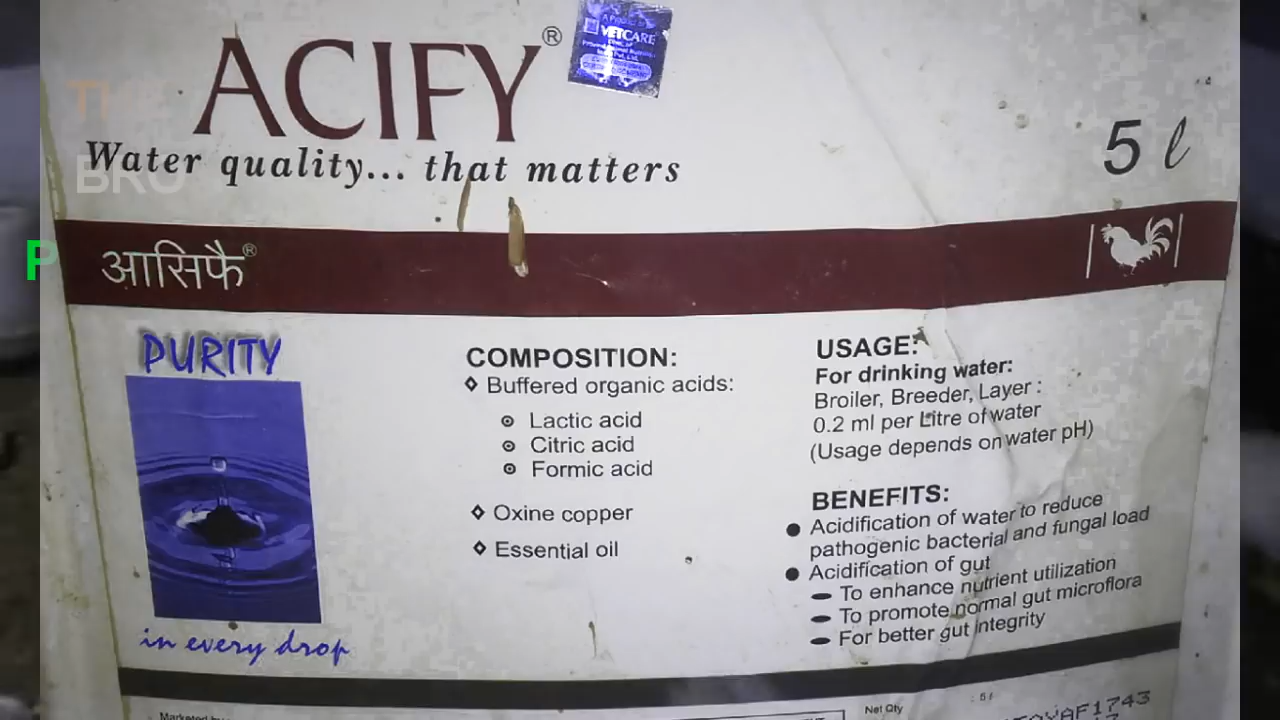 ACIFY®
VETCARE
Water quality... that matters
5 l
THE
BRO
P
आसिफै®
PURITY
in every drop
COMPOSITION:
Buffered organic acids:
Lactic acid
Citric acid
Formic acid
Oxine copper
Essential oil
USAGE:
For drinking water:
Broiler, Breeder, Layer :
0.2 ml per Litre of water
(Usage depends on water pH)
BENEFITS:
Acidification of water to reduce
pathogenic bacterial and fungal load
Acidification of gut
To enhance nutrient utilization
To promote normal gut microflora
For better gut integrity
Net Qty
: 5 l